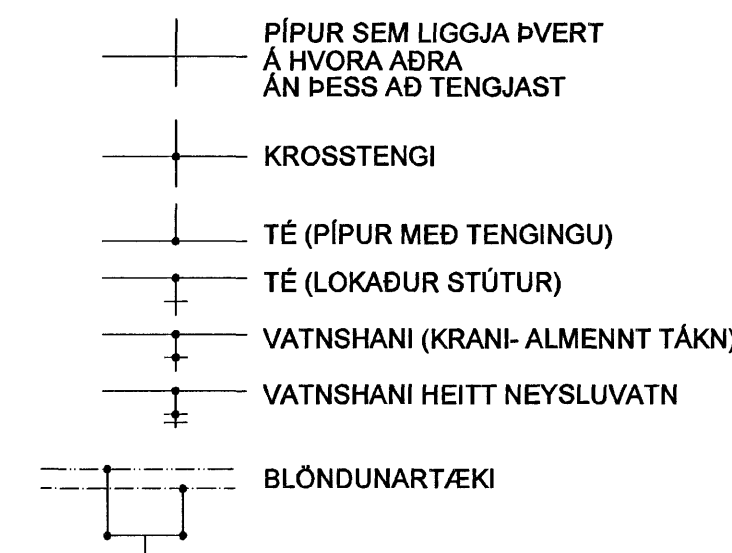 PÍPUR SEM LIGGJA ÞVERT
Á HVORA AÐRA
ÁN ÞESS AÐ TENGJAST
KROSSTENGI
TÉ (PÍPUR MEÐ TENGINGU)
TÉ (LOKAÐUR STÚTUR)
VATNSHANI (KRANI- ALMENNT TÁKN)
VATNSHANI HEITT NEYSLUVATN
BLÖNDUNARTÆKI